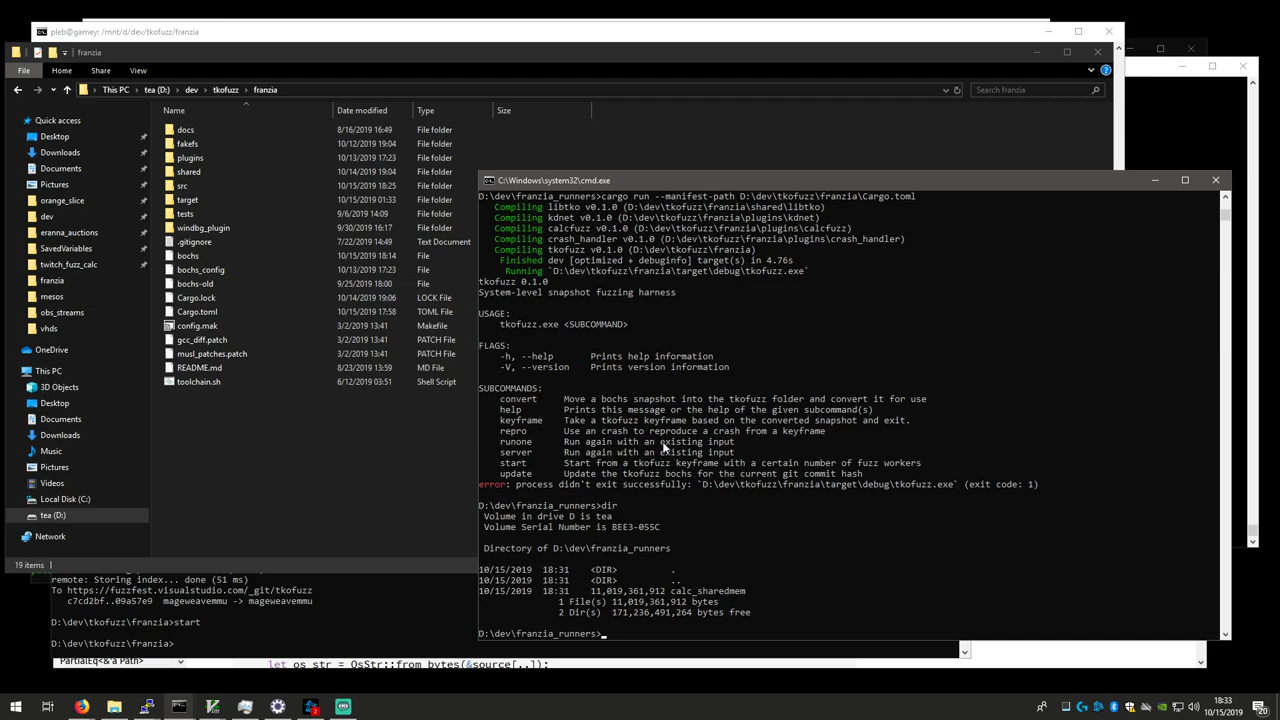 pleb@gamey: /mnt/d/dev/tkofuzz/franzia
franzia
File Home Share View
This PC tea (D:) dev tkofuzz franzia
Search franzia
Name Date modified Type Size
Quick access
Desktop
Downloads
Documents
Pictures
orange_slice
dev
eranna_auctions
SavedVariables
twitch_fuzz_calc
franzia
mesos
obs_streams
vhds
OneDrive
This PC
3D Objects
Desktop
Documents
Downloads
Music
Pictures
Videos
Local Disk (C:)
tea (D:)
Network
docs 8/16/2019 16:49 File folder
fakefs 10/12/2019 19:04 File folder
plugins 10/13/2019 17:23 File folder
shared 10/14/2019 19:04 File folder
src 10/15/2019 18:25 File folder
target 10/15/2019 01:33 File folder
tests 9/6/2019 14:09 File folder
windbg_plugin 9/30/2019 16:17 File folder
.gitignore 7/22/2019 14:49 Text Document
bochs 10/15/2019 18:14 File
bochs_config 10/13/2019 17:23 File
bochs-old 9/25/2019 18:00 File
Cargo.lock 10/14/2019 19:06 LOCK File
Cargo.toml 10/15/2019 17:58 TOML File
config.mak 3/2/2019 13:41 Makefile
gcc_diff.patch 3/2/2019 13:41 PATCH File
musl_patches.patch 3/2/2019 13:41 PATCH File
README.md 8/23/2019 13:59 MD File
toolchain.sh 6/12/2019 03:51 Shell Script
19 items
C:\Windows\system32\cmd.exe
D:\dev\franzia_runners>cargo run --manifest-path D:\dev\tkofuzz\franzia\Cargo.toml
Compiling libtko v0.1.0 (D:\dev\tkofuzz\franzia\shared\libtko)
Compiling kdnet v0.1.0 (D:\dev\tkofuzz\franzia\plugins\kdnet)
Compiling calcfuzz v0.1.0 (D:\dev\tkofuzz\franzia\plugins\calcfuzz)
Compiling crash_handler v0.1.0 (D:\dev\tkofuzz\franzia\plugins\crash_handler)
Compiling tkofuzz v0.1.0 (D:\dev\tkofuzz\franzia)
Finished dev [optimized + debuginfo] target(s) in 4.76s
Running `D:\dev\tkofuzz\franzia\target\debug\tkofuzz.exe`
tkofuzz 0.1.0
System-level snapshot fuzzing harness
USAGE:
tkofuzz.exe <SUBCOMMAND>
FLAGS:
-h, --help Prints help information
-V, --version Prints version information
SUBCOMMANDS:
convert Move a bochs snapshot into the tkofuzz folder and convert it for use
help Prints this message or the help of the given subcommand(s)
keyframe Take a tkofuzz keyframe based on the converted snapshot and exit.
repro Use an crash to reproduce a crash from a keyframe
runone Run again with an existing input
server Run again with an existing input
start Start from a tkofuzz keyframe with a certain number of fuzz workers
update Update the tkofuzz bochs for the current git commit hash
error: process didn't exit successfully: `D:\dev\tkofuzz\franzia\target\debug\tkofuzz.exe` (exit code: 1)
D:\dev\franzia_runners>dir
Volume in drive D is tea
Volume Serial Number is BEE3-055C
Directory of D:\dev\franzia_runners
10/15/2019 18:31 <DIR> .
10/15/2019 18:31 <DIR> ..
10/15/2019 18:31 11,019,361,912 calc_sharedmem
1 File(s) 11,019,361,912 bytes
2 Dir(s) 171,236,491,264 bytes free
D:\dev\franzia_runners>_
remote: Storing index... done (51 ms)
To https://fuzzfest.visualstudio.com/_git/tkofuzz
c7cd2bf..09a57e9 mageweavemmu -> mageweavemmu
D:\dev\tkofuzz\franzia>start
D:\dev\tkofuzz\franzia>
PartialEq<&'a Path>
let os_str = OsStr::from_bytes(&source[..]);
18:33
10/15/2019
20